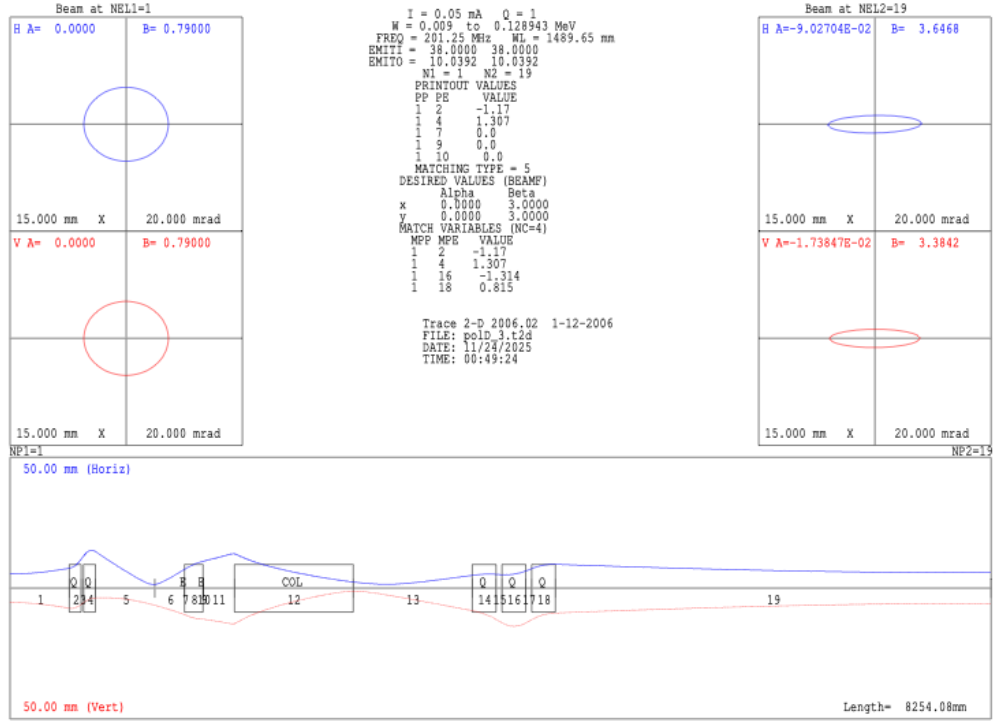 Beam at NEL1=1
H A= 0.0000 B= 0.79000
15.000 mm X 20.000 mrad
V A= 0.0000 B= 0.79000
15.000 mm X 20.000 mrad
NP1=1
I = 0.05 mA Q = 1
W = 0.009 to 0.128943 MeV
FREQ = 201.25 MHz WL = 1489.65 mm
EMITI = 38.0000 38.0000
EMITO = 10.0392 10.0392
N1 = 1 N2 = 19
PRINTOUT VALUES
PP PE VALUE
1 2 -1.17
1 4 1.307
1 7 0.0
1 9 0.0
1 10 0.0
MATCHING TYPE = 5
DESIRED VALUES (BEAMF)
Alpha Beta
x 0.0000 3.0000
y 0.0000 3.0000
MATCH VARIABLES (NC=4)
MPP MPE VALUE
1 2 -1.17
1 4 1.307
1 16 -1.314
1 18 0.815
Trace 2-D 2006.02 1-12-2006
FILE: polD_3.t2d
DATE: 11/24/2025
TIME: 00:49:24
Beam at NEL2=19
H A=-9.02704E-02 B= 3.6468
15.000 mm X 20.000 mrad
V A=-1.73847E-02 B= 3.3842
15.000 mm X 20.000 mrad
NP2=19
50.00 mm (Horiz)
Q Q E E COL Q Q Q
1 2 3 4 5 6 7 8 9 10 11 12 13 14 15 16 17 18 19
50.00 mm (Vert)
Length= 8254.08mm